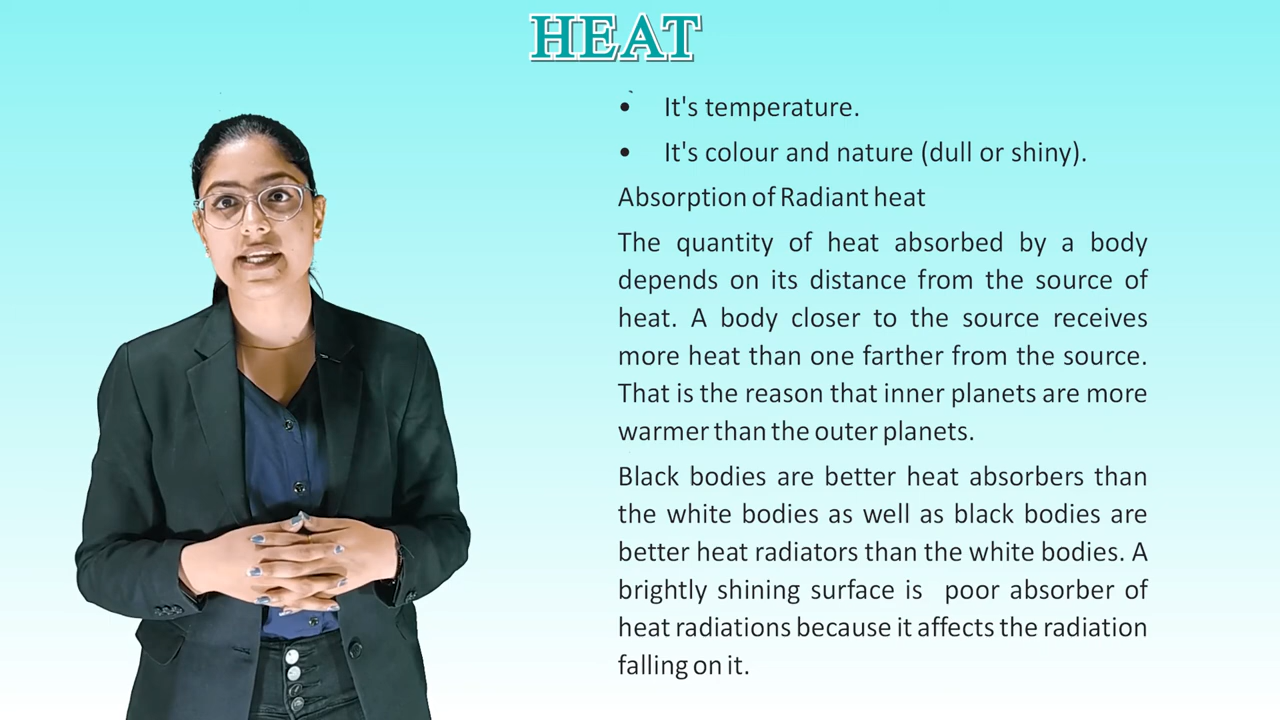 HEAT
• It's temperature.
• It's colour and nature (dull or shiny).
Absorption of Radiant heat
The quantity of heat absorbed by a body
depends on its distance from the source of
heat. A body closer to the source receives
more heat than one farther from the source.
That is the reason that inner planets are more
warmer than the outer planets.
Black bodies are better heat absorbers than
the white bodies as well as black bodies are
better heat radiators than the white bodies. A
brightly shining surface is poor absorber of
heat radiations because it affects the radiation
falling on it.